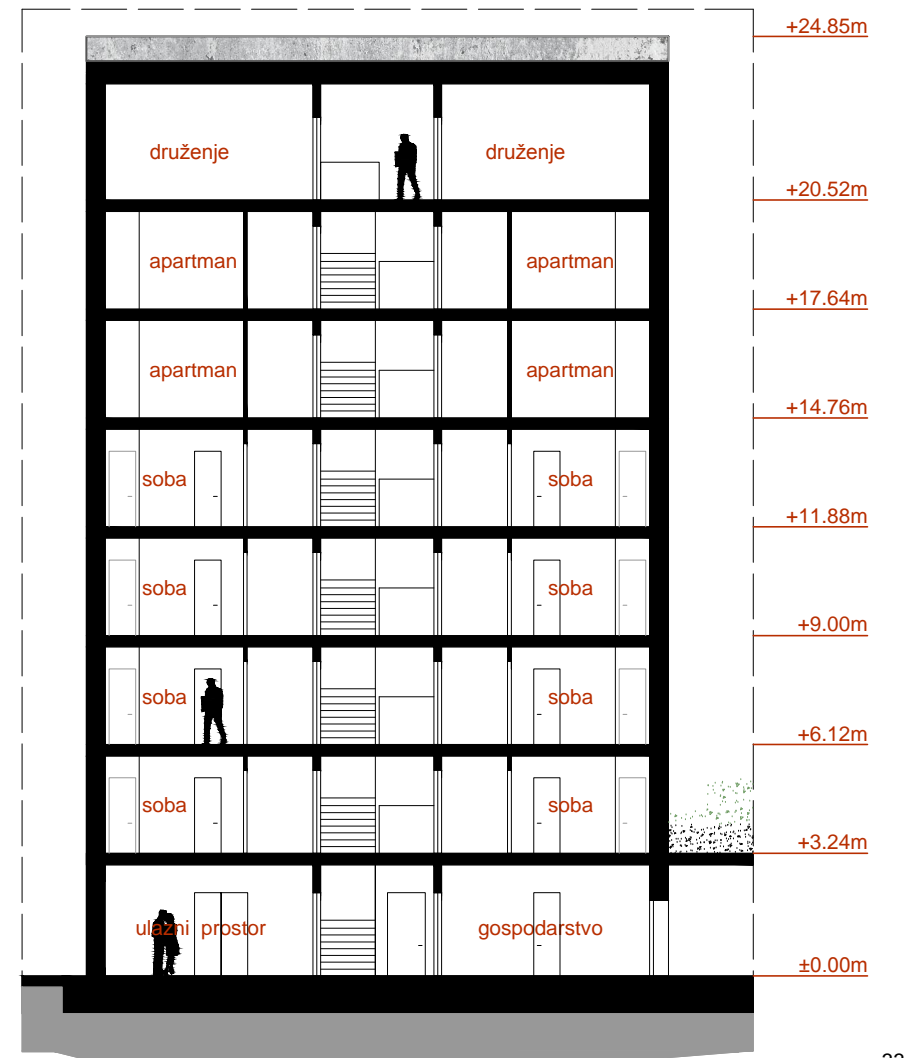 +24.85m
druženje druženje
+20.52m
apartman apartman
+17.64m
apartman apartman
+14.76m
soba soba
+11.88m
soba soba
+9.00m
soba soba
+6.12m
soba soba
+3.24m
ulazni prostor gospodarstvo
±0.00m